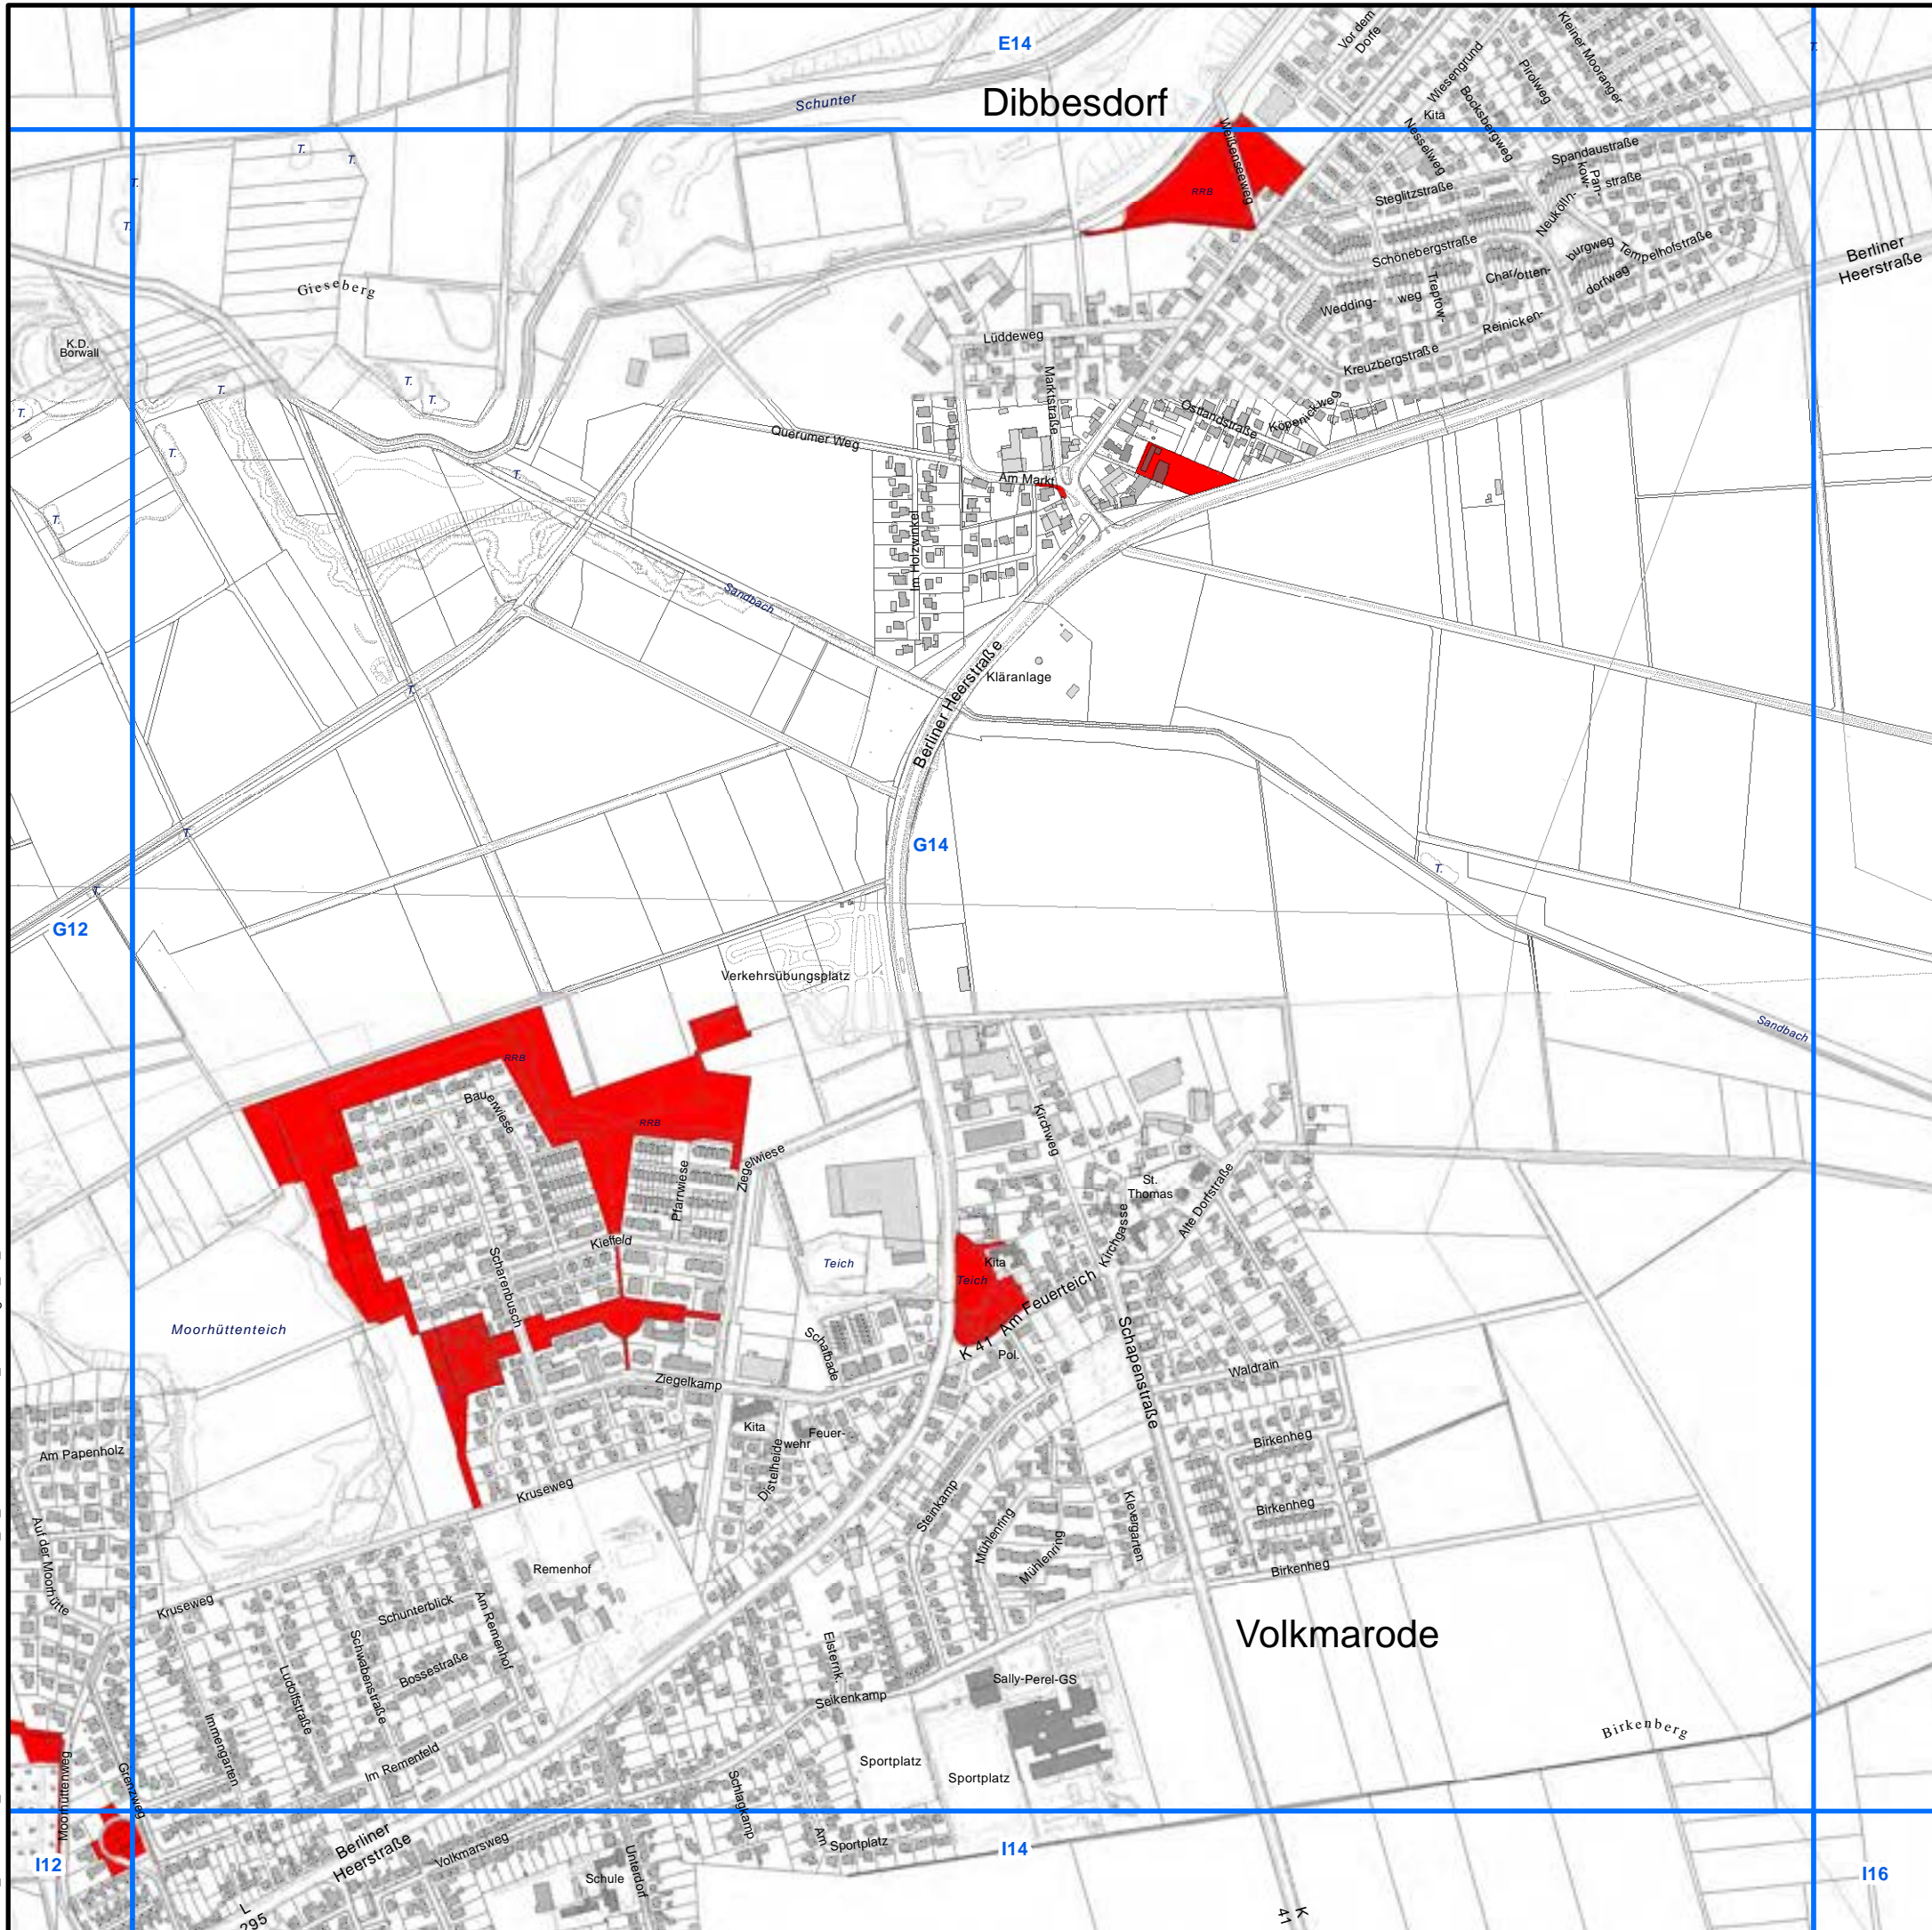 E14
Vor dem
Dorfe
Kleiner Mooranger
T.
Wiesengrund
Pirolweg
Schunter
Dibbesdorf
Kita
Bocksbergweg
Nesselweg
Weißenseeweg
Spandaustraße
T.
T.
T.
RRB
Steglitzstraße
Pan-
kow-
straße
Neukölln-
T.
Schönebergstraße
burgweg
Tempelhofstraße
Berliner
Heerstraße
Gieseberg
Charlotten-
dorfweg
Wedding-
weg
Treptow-
Reinicken-
K.D.
Borwall
Lüddeweg
Kreuzbergstraße
T.
T.
T.
T.
Marktstraße
Ostlandstraße
Köpenickweg
Querumer Weg
T.
T.
Am Markt
T.
Im Holzwinkel
Sandbach
Kläranlage
T.
Berliner Heerstraße
T.
G14
T.
T.
G12
Verkehrsübungsplatz
Sandbach
RRB
Bauerwiese
RRB
Kirchweg
Ziegelwiese
Pfarrwiese
St.
Thomas
Alte Dorfstraße
Kirchgasse
Kieffeld
Scharenbusch
Teich
Kita
Teich
Moorhüttenteich
K 41 Am Feuerteich
Schafbade
Pol.
Schapenstraße
Waldrain
Ziegelkamp
Kita
Feuer-
wehr
Birkenheg
Am Papenholz
Distelheide
Kruseweg
Steinkamp
Klevergarten
Birkenheg
Auf der Moorhütte
Mühlenring
Mühlenring
Remenhof
Birkenheg
Kruseweg
Schunterblick
Am Remenhof
Volkmarode
Elsternk.
Schwabenstraße
Bossestraße
Ludolfstraße
Sally-Perel-GS
Seikenkamp
Immengarten
Birkenberg
Im Remenfeld
Sportplatz
Sportplatz
Moorhüttenweg
Grenzweg
Schlagkamp
Am
Sportplatz
Berliner
Heerstraße
Volkmarsweg
I14
I12
I16
Schule
Unterdorf
L
295
K
41